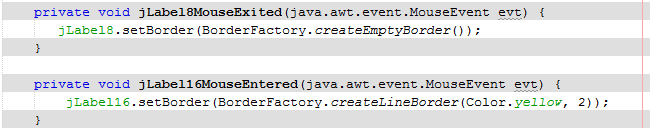 private void jLabel8MouseExited(java.awt.event.MouseEvent evt) {
jLabel8.setBorder(BorderFactory.createEmptyBorder());
}
private void jLabel16MouseEntered(java.awt.event.MouseEvent evt) {
jLabel16.setBorder(BorderFactory.createLineBorder(Color.yellow, 2));
}